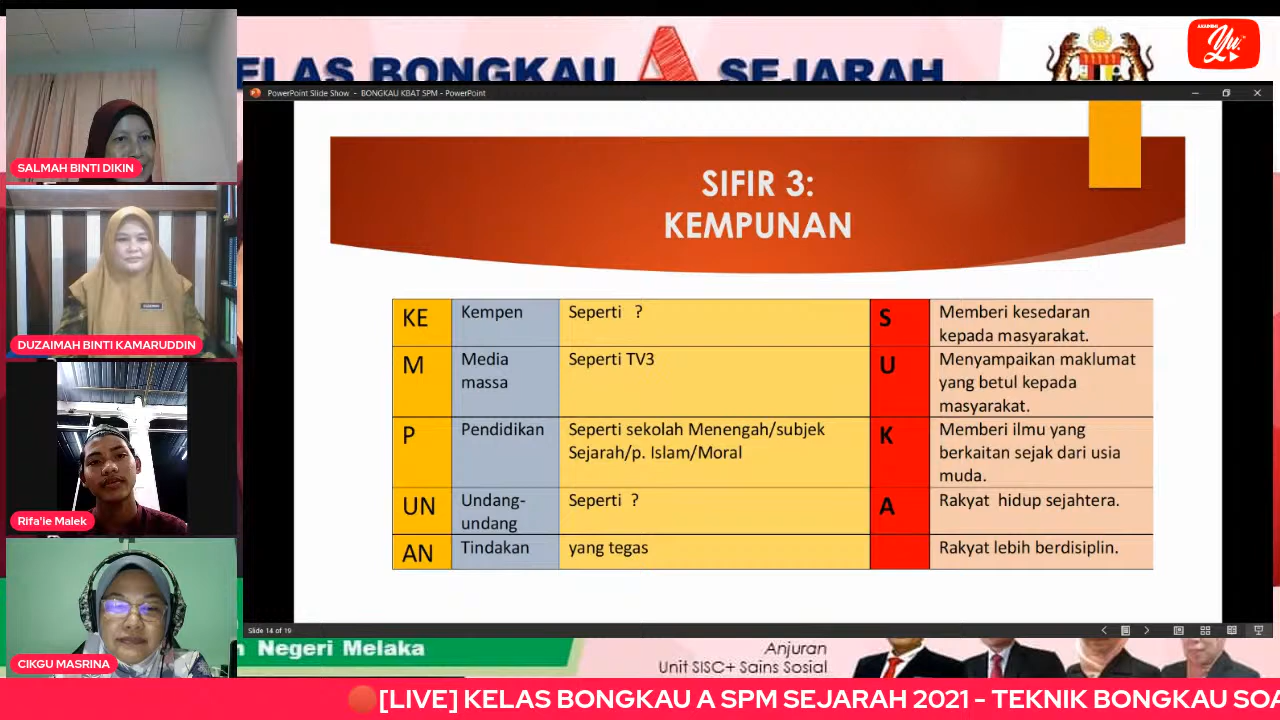 KELAS BONGKAU A SEJARAH
AKADEMI
Yu.
PowerPoint Slide Show - BONGKAU KBAT SPM - PowerPoint
SALMAH BINTI DIKIN
DUZAIMAH BINTI KAMARUDDIN
Rifa'ie Malek
CIKGU MASRINA
SIFIR 3:
KEMPUNAN
KE Kempen Seperti ? S Memberi kesedaran
kepada masyarakat.
M Media Seperti TV3 U Menyampaikan maklumat
massa yang betul kepada
masyarakat.
P Pendidikan Seperti sekolah Menengah/subjek K Memberi ilmu yang
Sejarah/p. Islam/Moral berkaitan sejak dari usia
muda.
UN Undang- Seperti ? A Rakyat hidup sejahtera.
undang
AN Tindakan yang tegas Rakyat lebih berdisiplin.
Slide 14 of 19
Negeri Melaka
Anjuran
Unit SISC+ Sains Sosial
[LIVE] KELAS BONGKAU A SPM SEJARAH 2021 - TEKNIK BONGKAU SOA